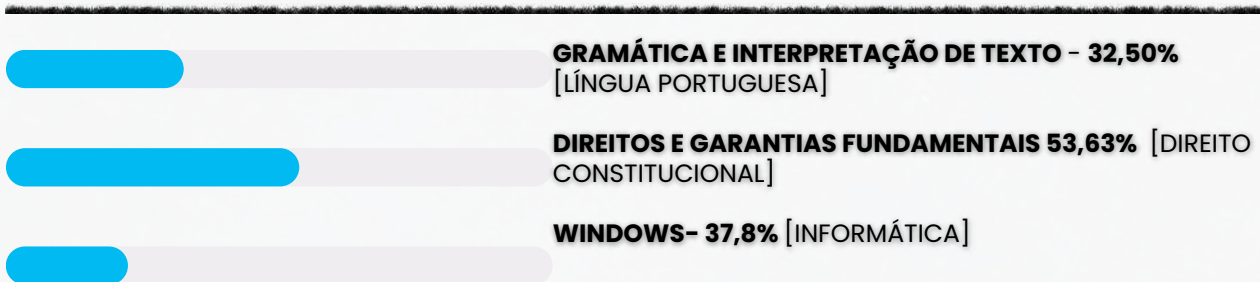 GRAMÁTICA E INTERPRETAÇÃO DE TEXTO - 32,50%
[LÍNGUA PORTUGUESA]
DIREITOS E GARANTIAS FUNDAMENTAIS 53,63% [DIREITO
CONSTITUCIONAL]
WINDOWS- 37,8% [INFORMÁTICA]